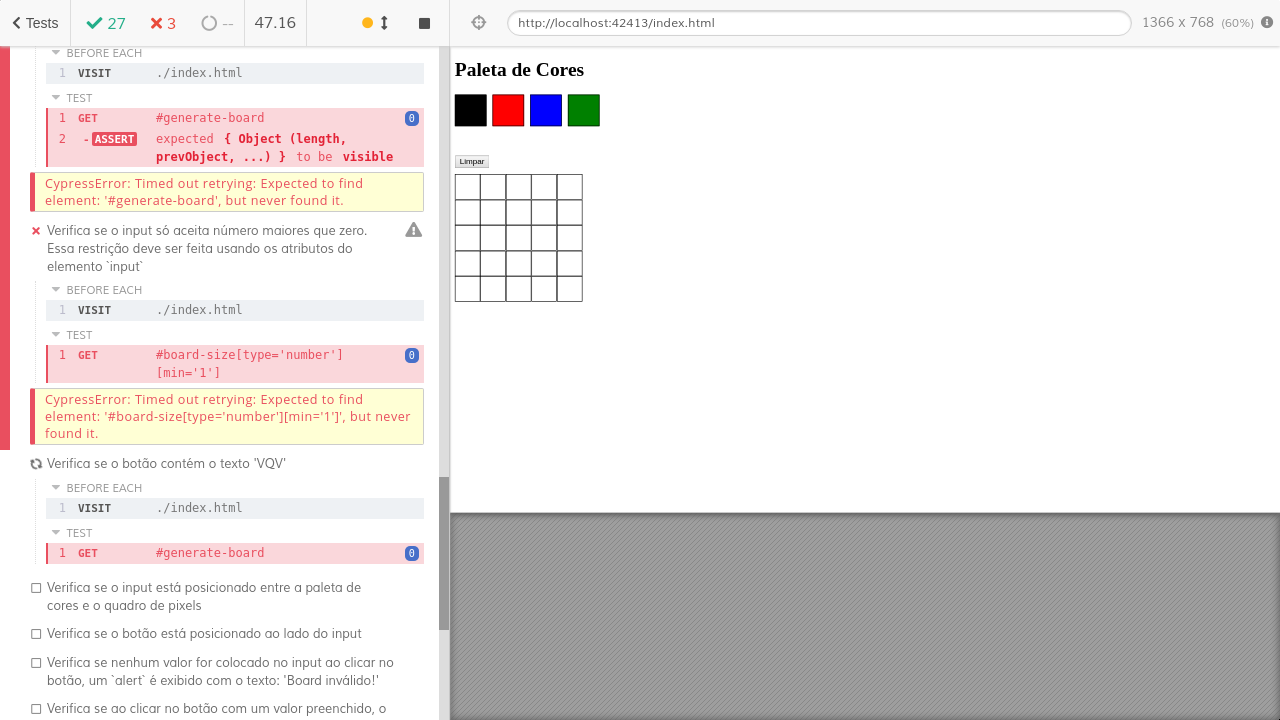 Tests
27
3
--
47.16
http://localhost:42413/index.html
1366 x 768 (60%)
BEFORE EACH
1 VISIT ./index.html
TEST
1 GET #generate-board 0
2 - ASSERT expected { Object (length,
prevObject, ...) } to be visible
CypressError: Timed out retrying: Expected to find
element: '#generate-board', but never found it.
Verifica se o input só aceita número maiores que zero.
Essa restrição deve ser feita usando os atributos do
elemento `input`
BEFORE EACH
1 VISIT ./index.html
TEST
1 GET #board-size[type='number'] 0
[min='1']
CypressError: Timed out retrying: Expected to find
element: '#board-size[type='number'][min='1']', but never
found it.
Verifica se o botão contém o texto 'VQV'
BEFORE EACH
1 VISIT ./index.html
TEST
1 GET #generate-board 0
Verifica se o input está posicionado entre a paleta de
cores e o quadro de pixels
Verifica se o botão está posicionado ao lado do input
Verifica se nenhum valor for colocado no input ao clicar no
botão, um `alert` é exibido com o texto: 'Board inválido!'
Verifica se ao clicar no botão com um valor preenchido, o
Paleta de Cores
Limpar